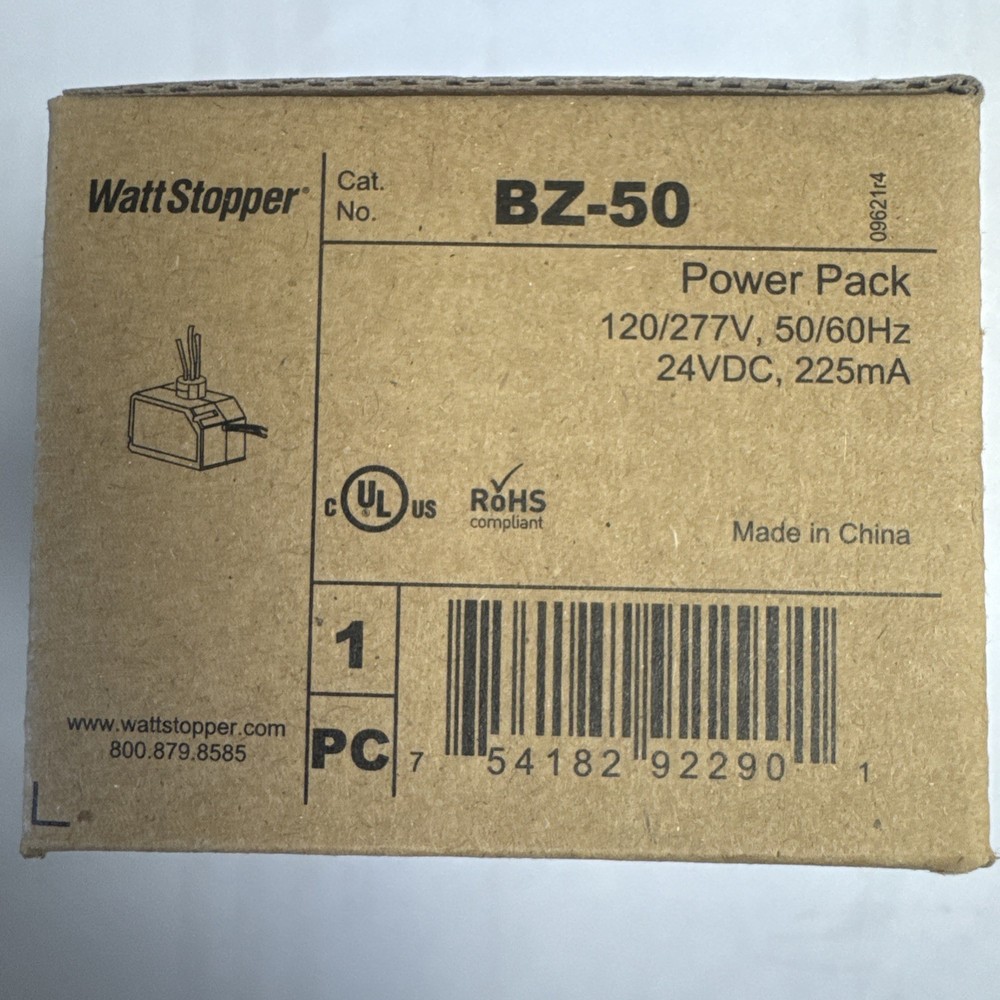 WattStopper®
Cat.
No.
BZ-50
09621r4
Power Pack
120/277V, 50/60Hz
24VDC, 225mA
C UL US
RoHS
compliant
Made in China
1
PC
www.wattstopper.com
800.879.8585
7 54182 92290 1